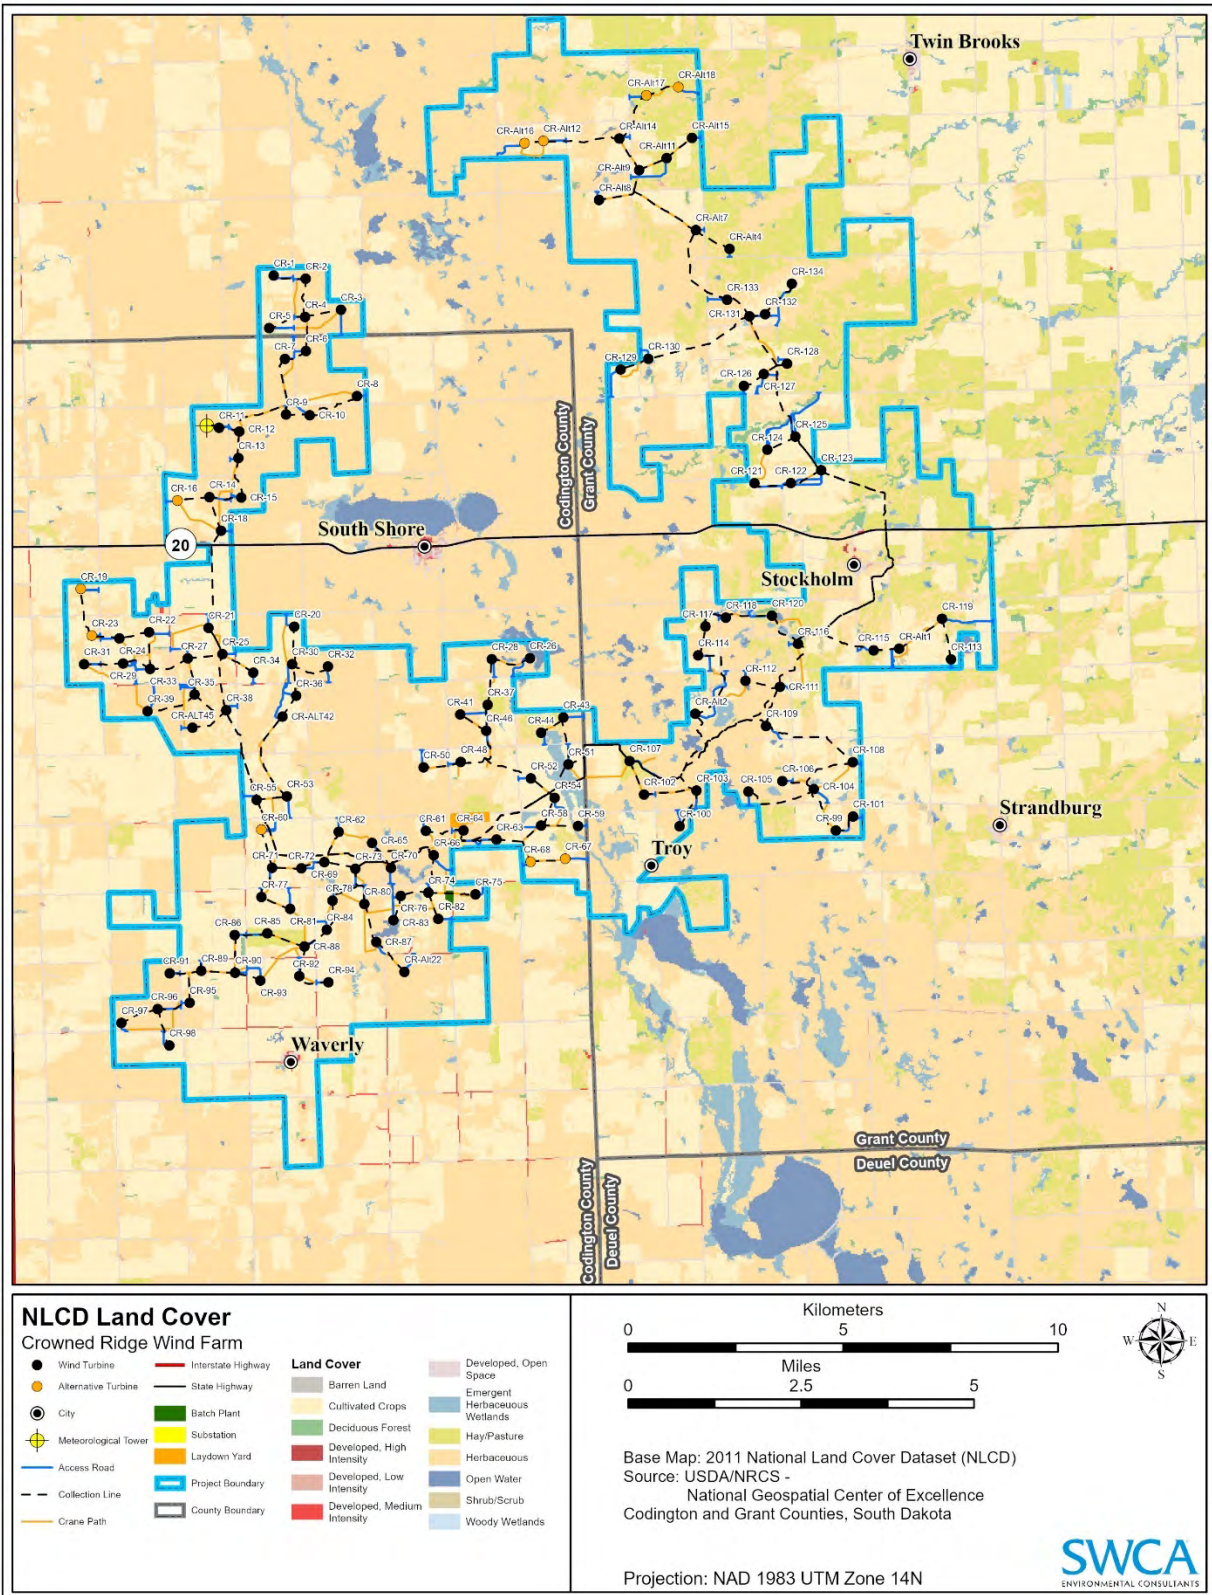 Twin Brooks
CR-Alt17
CR-Alt18
CR-Alt16
CR-Alt12
CR-Alt14
CR-Alt15
CR-Alt11
CR-Alt9
CR-Alt8
CR-Alt7
CR-Alt4
CR-1
CR-2
CR-134
CR-3
CR-4
CR-5
CR-133
CR-132
CR-131
CR-6
CR-7
CR-130
CR-129
CR-128
CR-126
CR-127
CR-8
CR-9
CR-10
CR-11
CR-12
CR-13
Codington County
Grant County
CR-125
CR-124
CR-123
CR-121
CR-122
CR-16
CR-14
CR-15
CR-18
South Shore
20
Stockholm
CR-19
CR-23
CR-22
CR-21
CR-20
CR-117
CR-118
CR-120
CR-119
CR-116
CR-31
CR-24
CR-27
CR-25
CR-30
CR-32
CR-34
CR-28
CR-26
CR-114
CR-115
CR-Alt1
CR-113
CR-29
CR-33
CR-35
CR-36
CR-37
CR-112
CR-111
CR-39
CR-38
CR-ALT45
CR-ALT42
CR-41
CR-46
CR-44
CR-43
CR-Alt2
CR-109
CR-50
CR-48
CR-51
CR-52
CR-107
CR-108
CR-106
CR-105
CR-104
CR-102
CR-103
CR-101
CR-99
CR-100
CR-53
CR-55
CR-54
CR-58
CR-59
Strandburg
CR-60
CR-62
CR-61
CR-64
CR-63
CR-65
CR-66
CR-68
CR-67
Troy
CR-71
CR-72
CR-69
CR-73
CR-70
CR-77
CR-78
CR-80
CR-74
CR-75
CR-76
CR-82
CR-83
CR-86
CR-85
CR-81
CR-84
CR-88
CR-87
CR-Alt22
CR-91
CR-89
CR-90
CR-92
CR-94
CR-93
CR-96
CR-95
CR-97
CR-98
Waverly
Grant County
Deuel County
Codington County
Deuel County
NLCD Land Cover
Crowned Ridge Wind Farm
Wind Turbine
Alternative Turbine
City
Meteorological Tower
Access Road
Collection Line
Crane Path
Interstate Highway
State Highway
Batch Plant
Substation
Laydown Yard
Project Boundary
County Boundary
Land Cover
Barren Land
Cultivated Crops
Deciduous Forest
Developed, High
Intensity
Developed, Low
Intensity
Developed, Medium
Intensity
Developed, Open
Space
Emergent
Herbaceuous
Wetlands
Hay/Pasture
Herbaceuous
Open Water
Shrub/Scrub
Woody Wetlands
Kilometers
0 5 10
Miles
0 2.5 5
N
W E
S
Base Map: 2011 National Land Cover Dataset (NLCD)
Source: USDA/NRCS -
National Geospatial Center of Excellence
Codington and Grant Counties, South Dakota
Projection: NAD 1983 UTM Zone 14N
SWCA
ENVIRONMENTAL CONSULTANTS